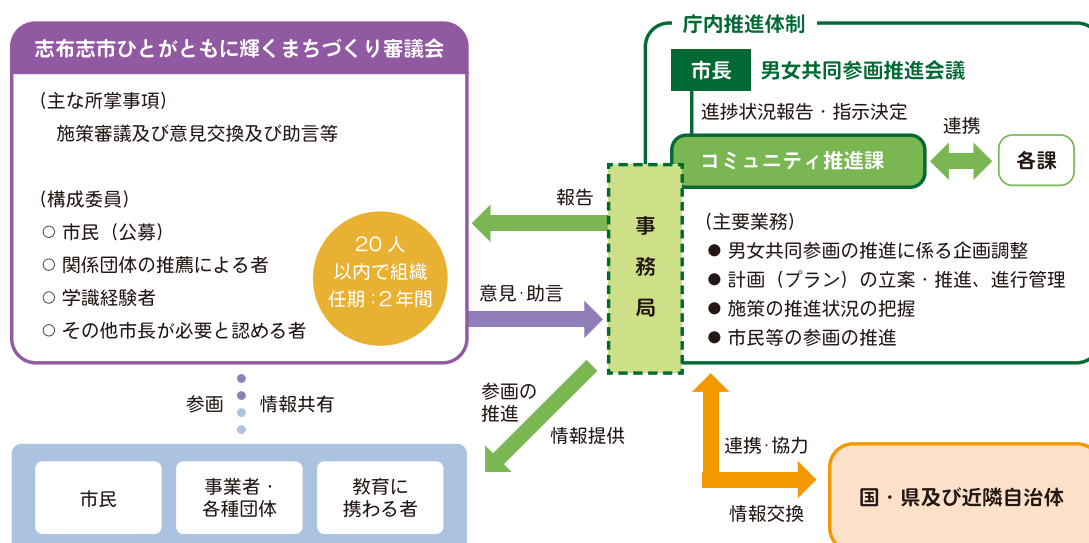 志布志市ひとがともに輝くまちづくり審議会
(主な所掌事項)
施策審議及び意見交換及び助言等
(構成委員)
○ 市民（公募）
○ 関係団体の推薦による者
○ 学識経験者
○ その他市長が必要と認める者
20人
以内で組織
任期：2年間
報告
意見・助言
庁内推進体制
市長
男女共同参画推進会議
進捗状況報告・指示決定
コミュニティ推進課
連携
各課
事務局
(主要業務)
● 男女共同参画の推進に係る企画調整
● 計画（プラン）の立案・推進、進行管理
● 施策の推進状況の把握
● 市民等の参画の推進
参画
情報共有
参画の
推進
情報提供
連携・協力
情報交換
市民
事業者・
各種団体
教育に
携わる者
国・県及び近隣自治体